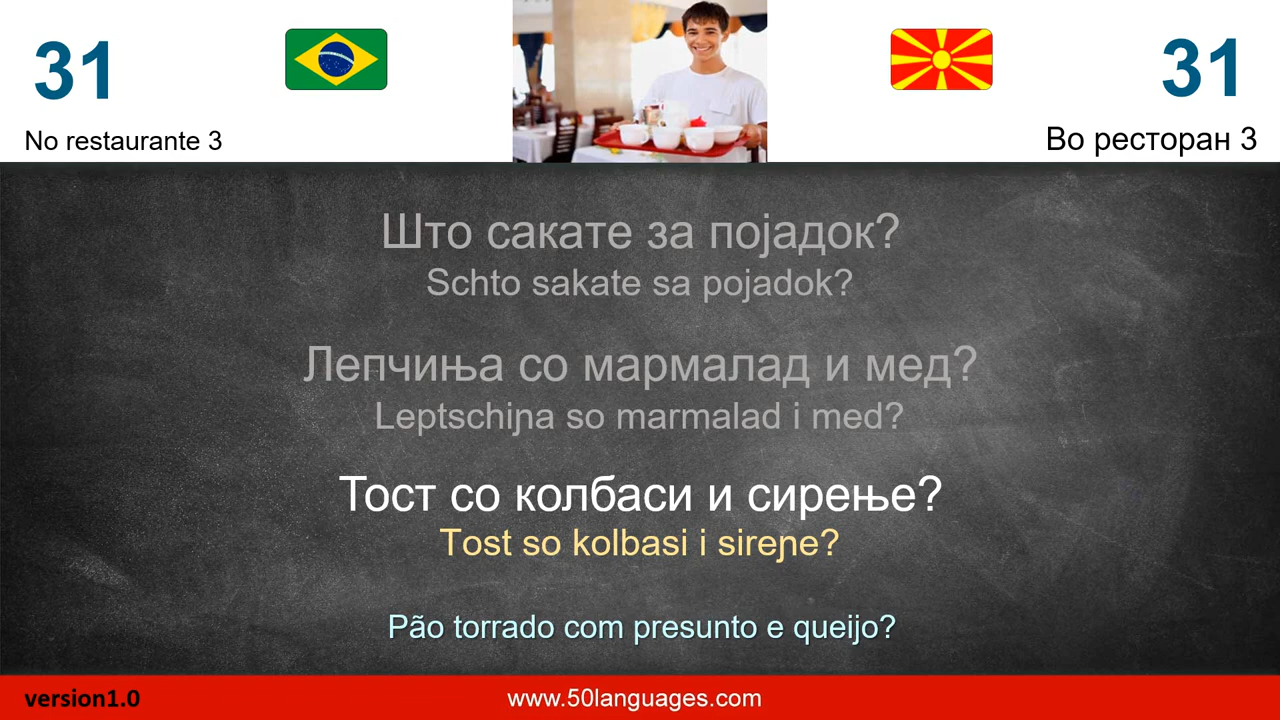 31
31
No restaurante 3
Во ресторан 3
Што сакате за појадок?
Schto sakate sa pojadok?
Лепчиња со мармалад и мед?
Leptschiɲa so marmalad i med?
Тост со колбаси и сирење?
Tost so kolbasi i sireɲe?
Pão torrado com presunto e queijo?
version1.0
www.50languages.com